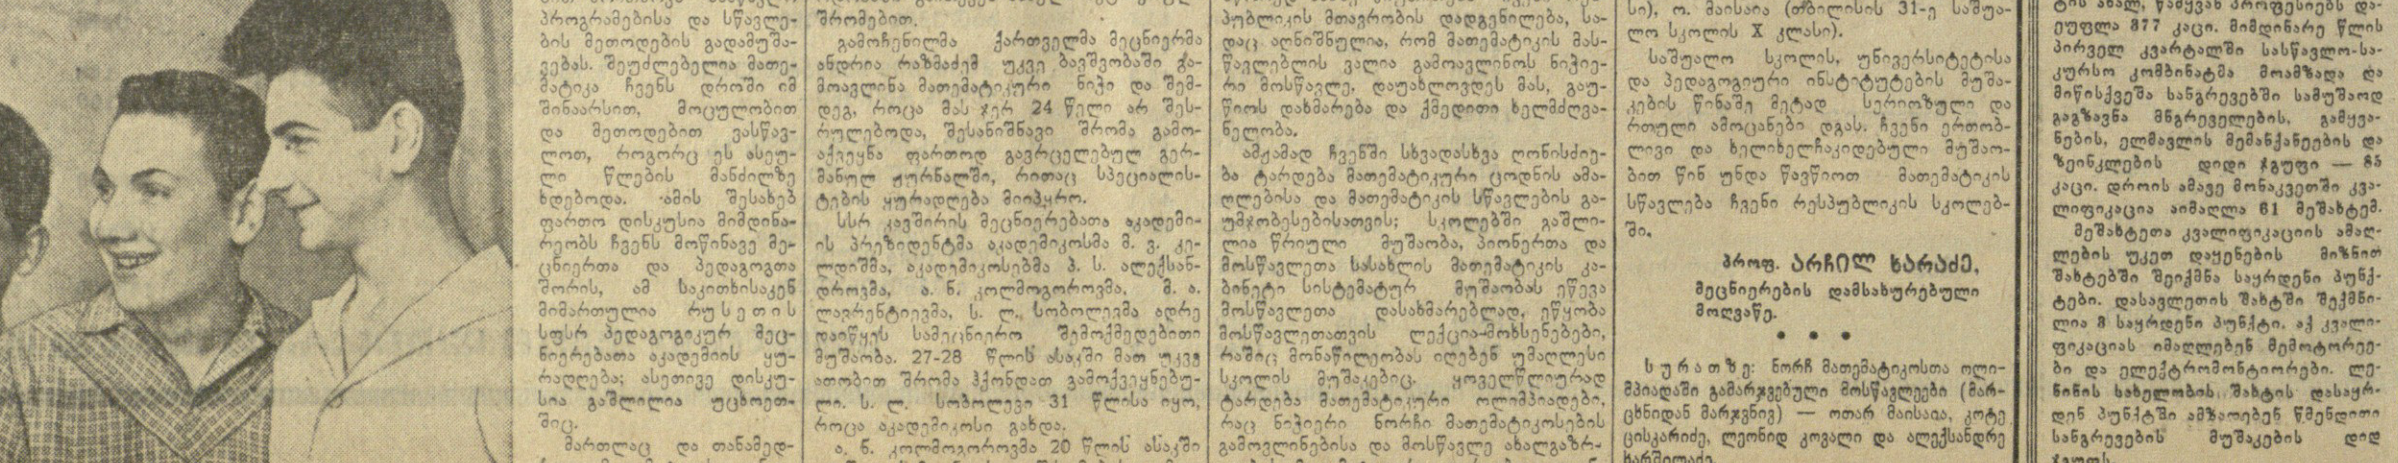 პროგრამებისა და სწავლე-
ბის მეთოდების გადამუშა-
ვებას. შეუძლებელია მათე-
მატიკა ჩვენს დროში იმ
შინაარსით, მოცულობით
და მეთოდებით ვასწავ-
ლოთ, როგორც ეს ასეუ-
ლი წლების მანძილზე
ხდებოდა. ამის შესახებ
ფართო დისკუსია მიმდინა-
რეობს ჩვენს მოწინავე მე-
ცნიერთა და პედაგოგთა
შორის, ამ საკითხისაკენ
მიმართულია რუსეთის
სფსრ პედაგოგიკურ მეც-
ნიერებათა აკადემიის ყუ-
რადღება; ასეთივე დისკუ-
სია გაშლილია უცხოეთ-
შიც.
მართლაც და თანამედ-
შრომებით.
გამოჩენილმა ქართველმა მეცნიერმა
ანდრია რაზმაძემ უკვე ბავშვობაში გა-
მოავლინა მათემატიკური ნიჭი და შემ-
დეგ, როცა მას ჯერ 24 წელი არ შეს-
რულებოდა, შესანიშნავი შრომა გამო-
აქვეყნა ფართოდ გავრცელებულ გერ-
მანულ ჟურნალში, რითაც სპეციალის-
ტების ყურადღება მიიპყრო.
სსრ კავშირის მეცნიერებათა აკადემი-
ის პრეზიდენტმა აკადემიკოსმა მ. ვ. კე-
ლდიშმა, აკადემიკოსებმა პ. ს. ალექსან-
დროვმა, ა. ნ. კოლმოგოროვმა, მ. ა.
ლავრენტიევმა, ს. ლ. სობოლევმა ადრე
დაიწყეს სამეცნიერო შემოქმედებითი
მუშაობა. 27-28 წლის ასაკში მათ უკვე
ათობით შრომა ჰქონდათ გამოქვეყნებუ-
ლი. ს. ლ. სობოლევი 31 წლისა იყო,
როცა აკადემიკოსი გახდა.
ა. ნ. კოლმოგოროვმა 20 წლის ასაკში
პუბლიკის მთავრობის დადგენილება, სა-
დაც აღნიშნულია, რომ მათემატიკის მას-
წავლებლის ვალია გამოავლინოს ნიჭიე-
რი მოსწავლე, დაუახლოვდეს მას, გაუ-
წიოს დახმარება და ქმედითი ხელმძღვა-
ნელობა.
ამჟამად ჩვენში სხვადასხვა ღონისძიე-
ბა ტარდება მათემატიკური ცოდნის ამა-
ღლებისა და მათემატიკის სწავლების გა-
უმჯობესებისათვის; სკოლებში გაშლი-
ლია წრიული მუშაობა, პიონერთა და
მოსწავლეთა სასახლის მათემატიკის კა-
ბინეტი სისტემატურ მუშაობას ეწევა
მოსწავლეთა დასახმარებლად, ეწყობა
მოსწავლეთათვის ლექცია-მოხსენებები,
რაშიც მონაწილეობას იღებენ უმაღლესი
სკოლის მუშაკებიც. ყოველწლიურად
ტარდება მათემატიკური ოლიმპიადები,
რაც ნიჭიერი ნორჩი მათემატიკოსების
გამოვლინებისა და მოსწავლე ახალგაზრ-
სი), ო. მაისაია (თბილისის 31-ე საშუა-
ლო სკოლის X კლასი).
საშუალო სკოლის, უნივერსიტეტისა
და პედაგოგიური ინსტიტუტების მუშა-
კების წინაშე მეტად სერიოზული და
რთული ამოცანები დგას. ჩვენი ერთობ-
ლივი და ხელიხელჩაკიდებული მუშაო-
ბით წინ უნდა წავწიოთ მათემატიკის
სწავლება ჩვენი რესპუბლიკის სკოლებ-
ში.
პროფ. არჩილ ხარაძე,
მეცნიერების დამსახურებული
მოღვაწე.
• • •
სურათზე: ნორჩ მათემატიკოსთა ოლი-
მპიადაში გამარჯვებული მოსწავლეები (მარ-
ცხნიდან მარჯვნივ) — ოთარ მაისაია, კოტე
ცისკარიძე, ლეონიდ კოვალი და ალექსანდრე
ხარშილაძე.
ეუფლა 877 კაცი. მიმდინარე წლის
პირველ კვარტალში სასწავლო-სა-
კურსო კომბინატმა მოამზადა და
მიწისქვეშა სანგრევებში სამუშაოდ
გაგზავნა მნგრეველების, გამყვა-
ნების, ელმავლის მემანქანეების და
ზეინკლების დიდი ჯგუფი — 85
კაცი. დროის ამავე მონაკვეთში კვა-
ლიფიკაცია აიმაღლა 61 მეშახტემ.
მეშახტეთა კვალიფიკაციის ამაღ-
ლების უკეთ დაყენების მიზნით
შახტებში შეიქმნა საყრდენი პუნქ-
ტები. დასავლეთის შახტში შექმნი-
ლია 8 საყრდენი პუნქტი. აქ კვალი-
ფიკაციას იმაღლებენ მემოტორეე-
ბი და ელექტრომონტიორები. ლე-
ნინის სახელობის შახტის დასაყრ-
დენ პუნქტში ამზადებენ წმენდითი
სანგრევების მუშაკების დიდ
ჯგუფს.